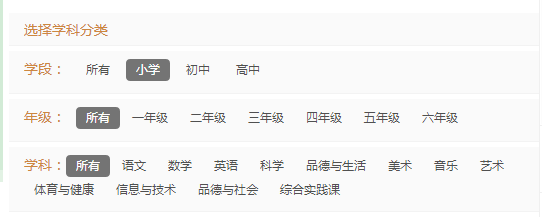 选择学科分类
学段： 所有 小学 初中 高中
年级： 所有 一年级 二年级 三年级 四年级 五年级 六年级
学科： 所有 语文 数学 英语 科学 品德与生活 美术 音乐 艺术
体育与健康 信息与技术 品德与社会 综合实践课